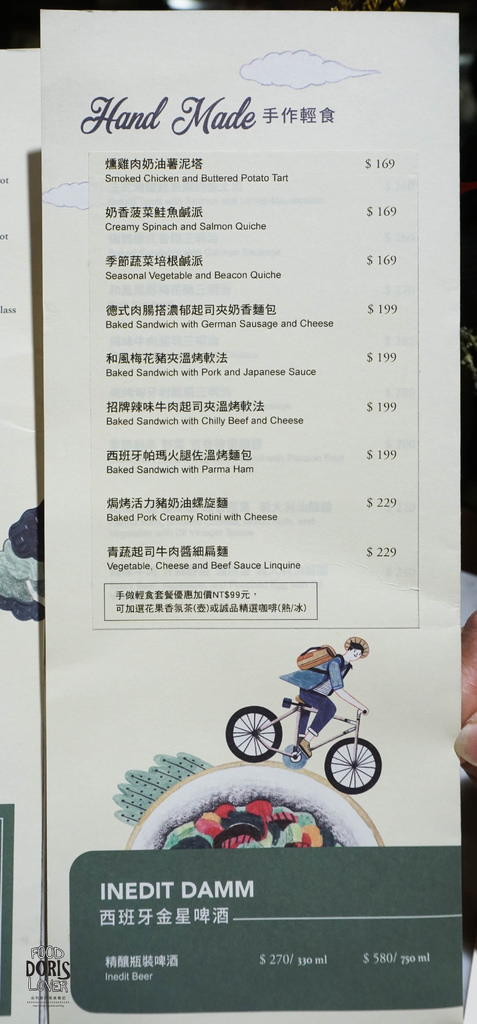 Hand Made 手作輕食
燻雞肉奶油薯泥塔 $ 169
Smoked Chicken and Buttered Potato Tart
奶香菠菜鮭魚鹹派 $ 169
Creamy Spinach and Salmon Quiche
季節蔬菜培根鹹派 $ 169
Seasonal Vegetable and Beacon Quiche
德式肉腸搭濃郁起司夾奶香麵包 $ 199
Baked Sandwich with German Sausage and Cheese
和風梅花豬夾溫烤軟法 $ 199
Baked Sandwich with Pork and Japanese Sauce
招牌辣味牛肉起司夾溫烤軟法 $ 199
Baked Sandwich with Chilly Beef and Cheese
西班牙帕瑪火腿佐溫烤麵包 $ 199
Baked Sandwich with Parma Ham
焗烤活力豬奶油螺旋麵 $ 229
Baked Pork Creamy Rotini with Cheese
青蔬起司牛肉醬細扁麵 $ 229
Vegetable, Cheese and Beef Sauce Linquine
手做輕食套餐優惠加價NT$99元，
可加選花果香氛茶(壺)或誠品精選咖啡(熱/冰)
INEDIT DAMM
西班牙金星啤酒
精釀瓶裝啤酒 $ 270/ 330 ml $ 580/ 750 ml
Inedit Beer
FOOD
DORIS
LOVER